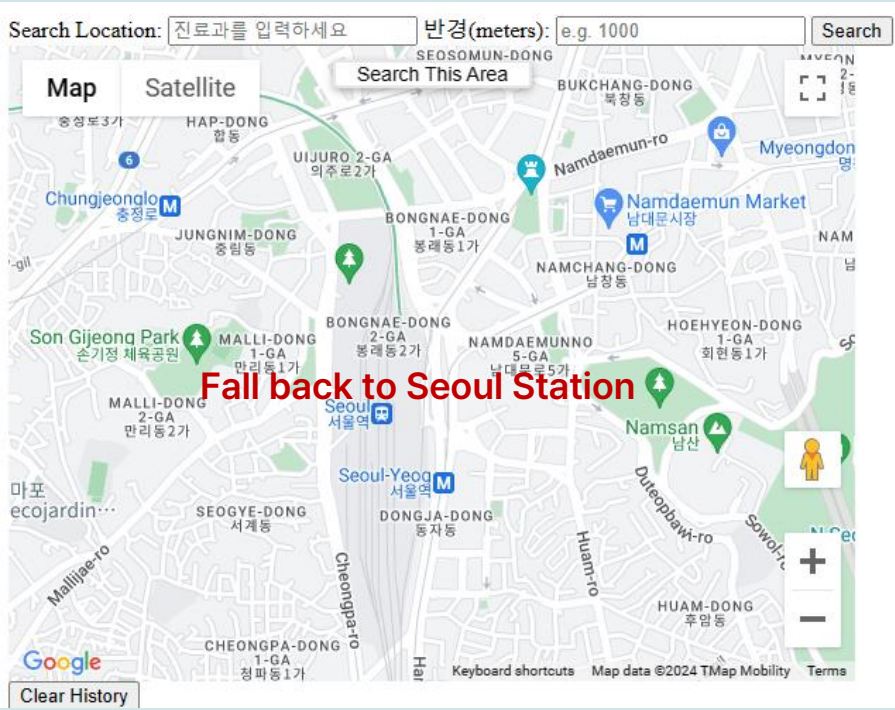 Search Location: 진료과를 입력하세요 반경(meters): e.g. 1000 Search
SEOSOMUN-DONG
Search This Area
Map Satellite
BUKCHANG-DONG
북창동
충정로3가
HAP-DONG
합동
6
UIJURO 2-GA
의주로2가
Namdaemun-ro
Myeongdon
명
Chungjeonglo
충정로
M
Namdaemun Market
남대문시장
M
BONGNAE-DONG
1-GA
봉래동1가
JUNGNIM-DONG
중림동
NAM
남
-gil
NAMCHANG-DONG
남창동
BONGNAE-DONG
2-GA
봉래동2가
HOEHYEON-DONG
1-GA
회현동1가
Son Gijeong Park
손기정 체육공원
MALLI-DONG
1-GA
만리동1가
NAMDAEMUNNO
5-GA
남대문로5가
Fall back to Seoul Station
MALLI-DONG
2-GA
만리동2가
Seoul
서울역
Namsan
남산
Seoul-Yeog
서울역
M
마포
ecojardin…
SEOGYE-DONG
서계동
DONGJA-DONG
동자동
Duteopbawi-ro
Sowol-r
N Seo
Mallijae-ro
Cheongpa-ro
Huam-ro
+
HUAM-DONG
후암동
−
CHEONGPA-DONG
1-GA
청파동1가
Har
Google
Keyboard shortcuts Map data ©2024 TMap Mobility Terms
Clear History